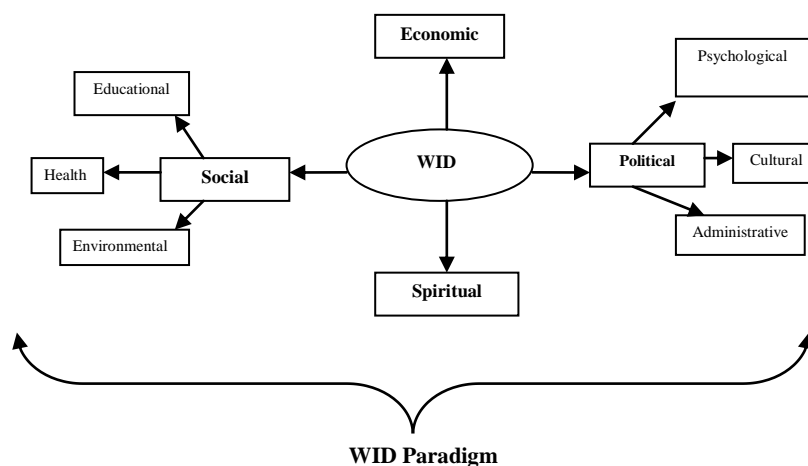 Economic
Psychological
Educational
WID
Political
Cultural
Health
Social
Environmental
Administrative
Spiritual
WID Paradigm